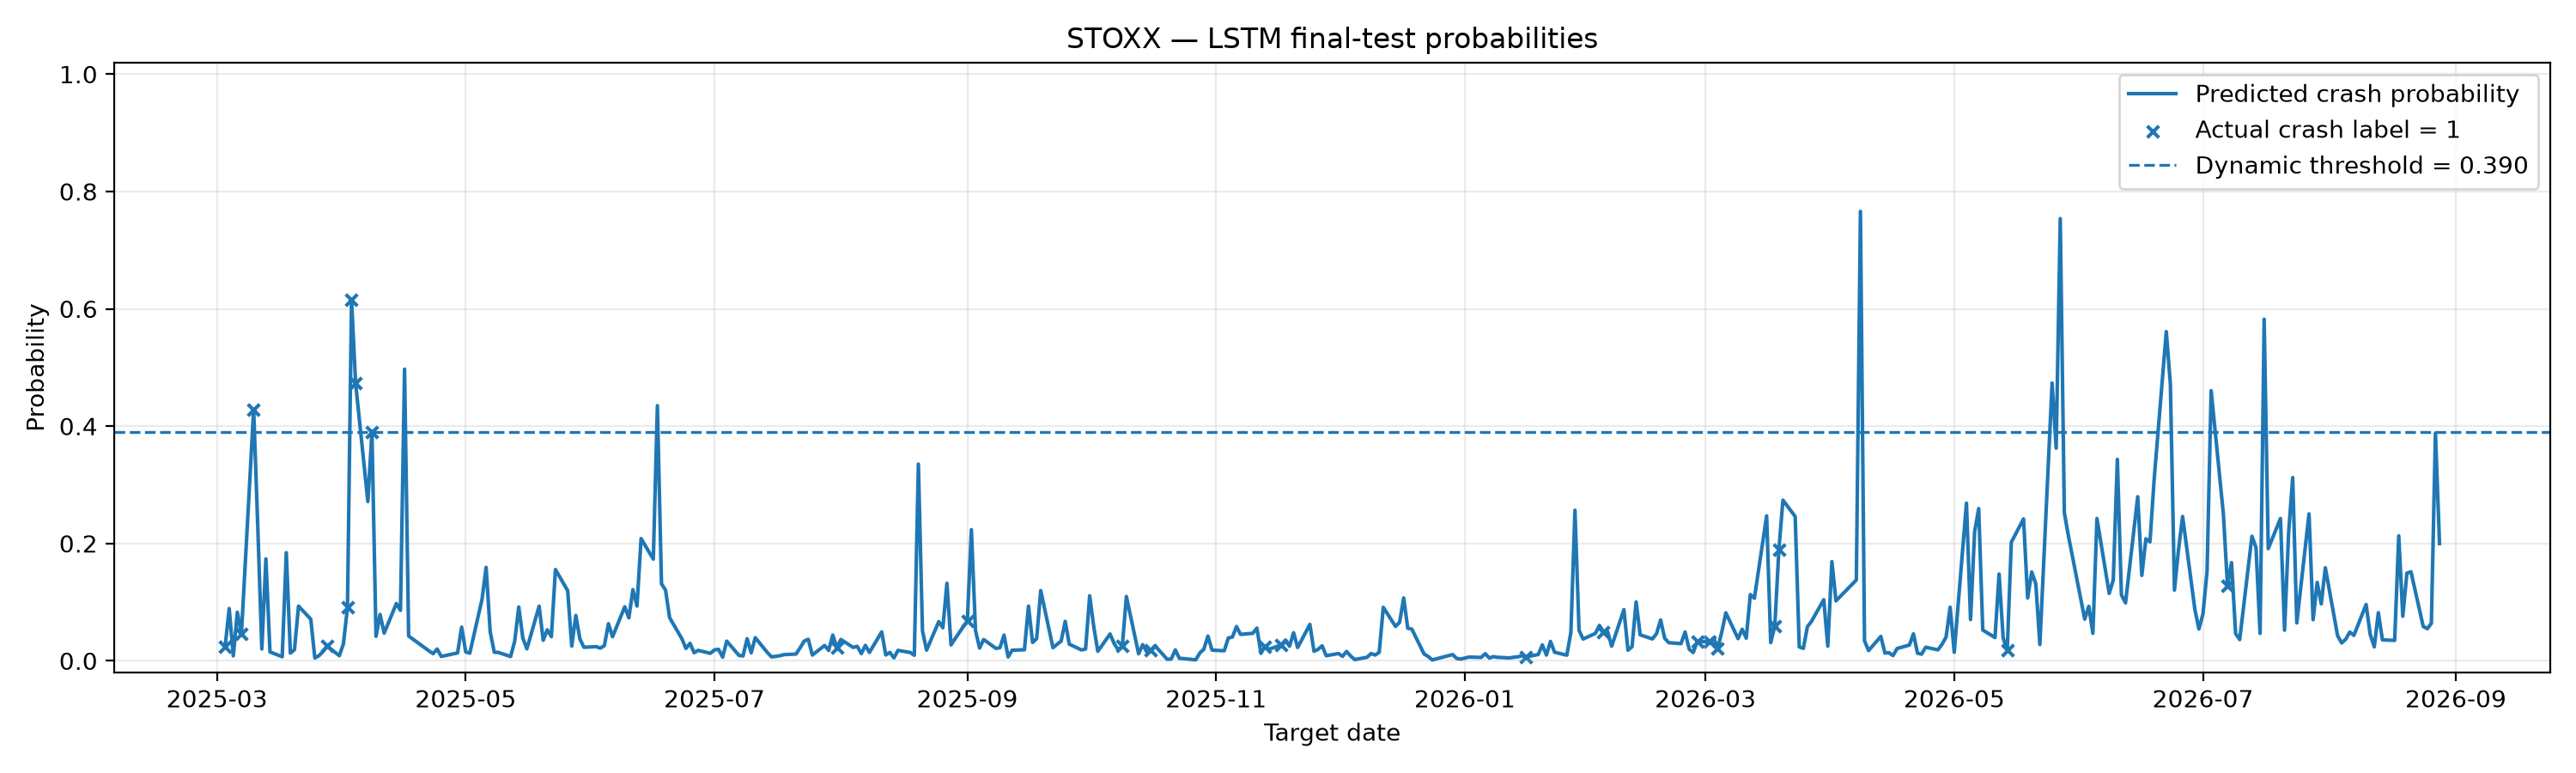 STOXX — LSTM final-test probabilities
1.0
0.8
0.6
0.4
0.2
0.0
Probability
Predicted crash probability
Actual crash label = 1
Dynamic threshold = 0.390
2025-03
2025-05
2025-07
2025-09
2025-11
2026-01
2026-03
2026-05
2026-07
2026-09
Target date